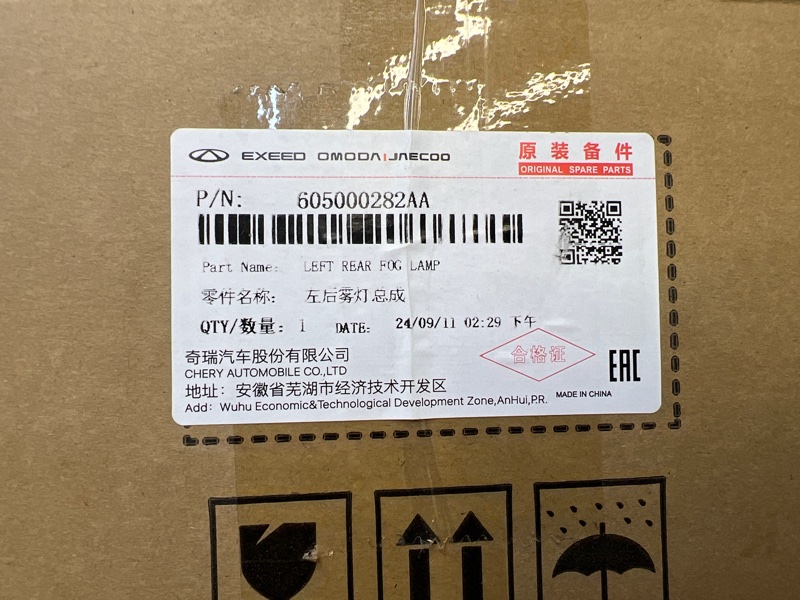 EXEED OMODA|JAECOO
原装备件
ORIGINAL SPARE PARTS
P/N: 605000282AA
Part Name: LEFT REAR FOG LAMP
零件名称: 左后雾灯总成
QTY/数量: 1 DATE: 24/09/11 02:29 下午
奇瑞汽车股份有限公司
CHERY AUTOMOBILE CO.,LTD
合格证
EAC
地址: 安徽省芜湖市经济技术开发区
MADE IN CHINA
Add: Wuhu Economic&Technological Development Zone,AnHui,P.R.